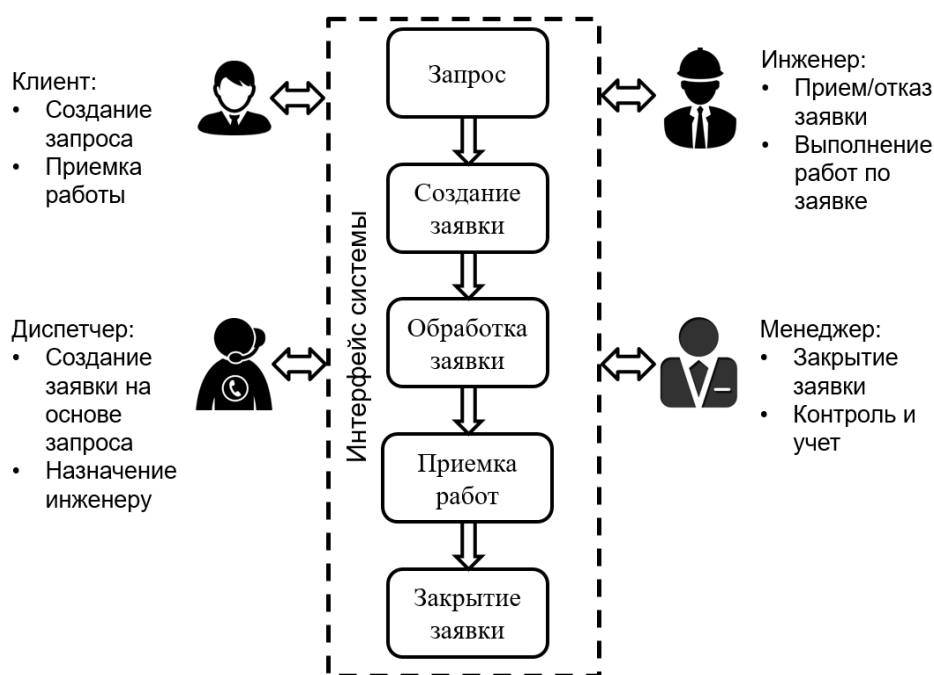 Клиент:
• Создание
запроса
• Приемка
работы
Диспетчер:
• Создание
заявки на
основе
запроса
• Назначение
инженеру
Интерфейс системы
Запрос
Создание
заявки
Обработка
заявки
Приемка
работ
Закрытие
заявки
Инженер:
• Прием/отказ
заявки
• Выполнение
работ по
заявке
Менеджер:
• Закрытие
заявки
• Контроль и
учет